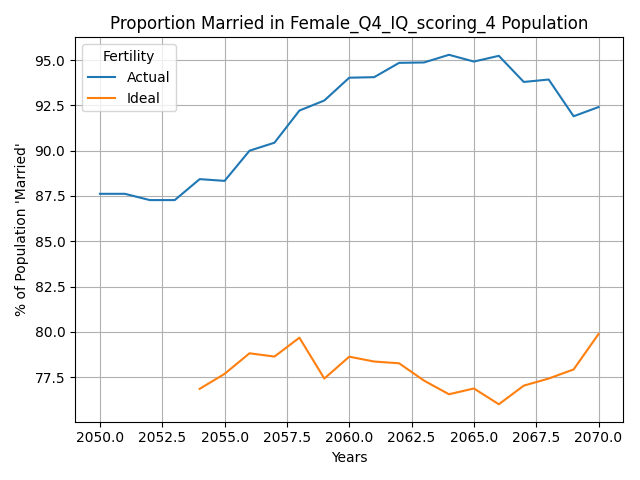 Proportion Married in Female_Q4_IQ_scoring_4 Population
Fertility
Actual
Ideal
95.0
92.5
90.0
87.5
85.0
82.5
80.0
77.5
% of Population 'Married'
2050.0 2052.5 2055.0 2057.5 2060.0 2062.5 2065.0 2067.5 2070.0
Years